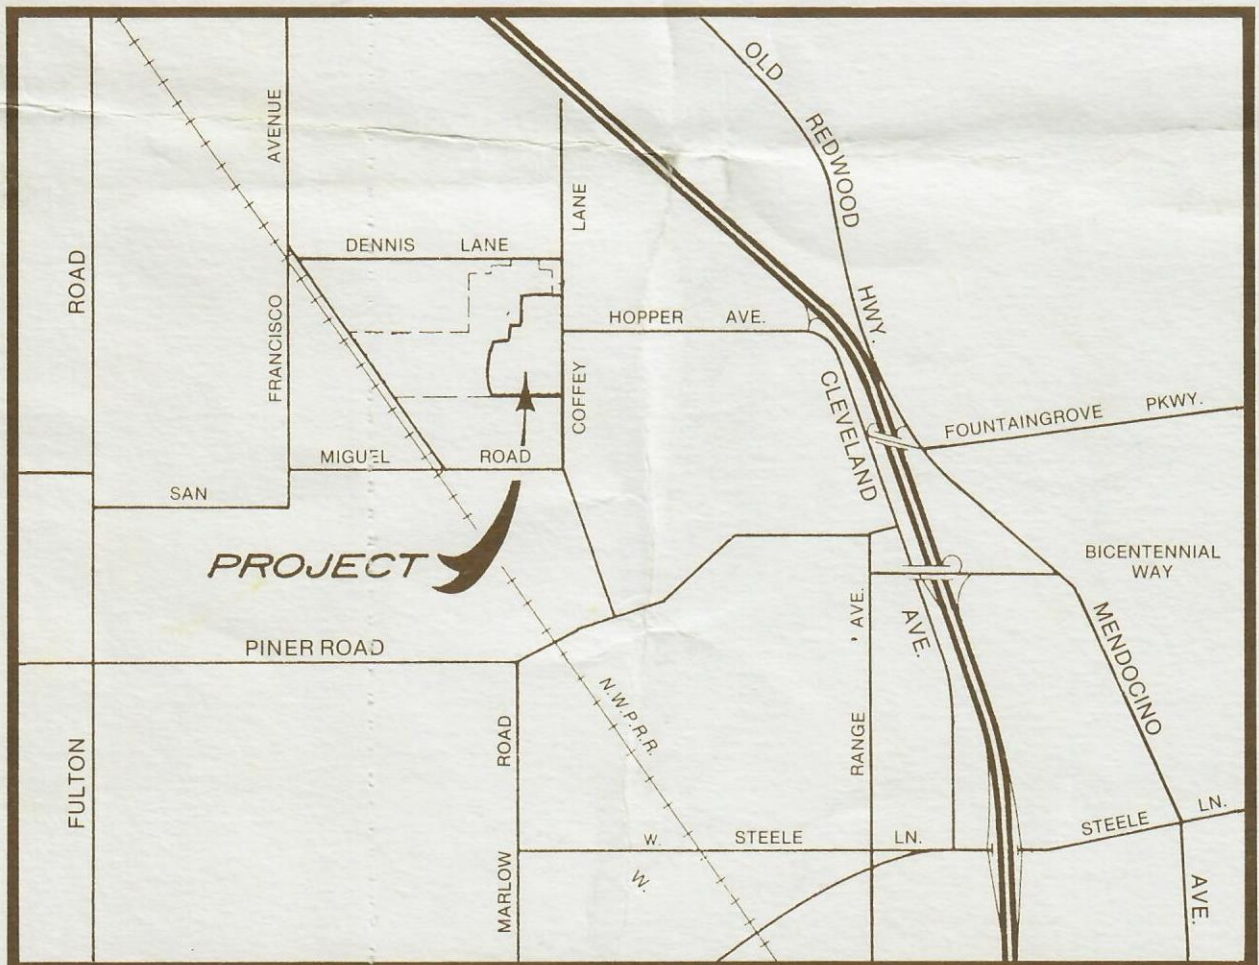 OLD REDWOOD HWY.
AVENUE
FRANCISCO
ROAD
FULTON
DENNIS LANE
LANE
COFFEY
HOPPER AVE.
CLEVELAND
AVE.
FOUNTAINGROVE PKWY.
MIGUEL ROAD
SAN
PROJECT
BICENTENNIAL
WAY
MENDOCINO
AVE.
PINER ROAD
N.W.P.R.R.
RANGE AVE.
MARLOW ROAD
W. STEELE LN.
STEELE LN.
W.